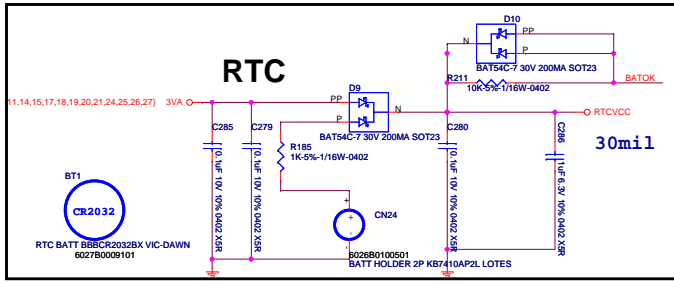 D10
PP
N
P
RTC
BAT54C-7 30V 200MA SOT23
D9
R211
BATOK
10K-5%-1/16W-0402
11,14,15,17,18,19,20,21,24,25,26,27}
3VA
PP
N
RTCVCC
P
C285
C279
BAT54C-7 30V 200MA SOT23
C280
C286
30mil
R185
1K-5%-1/16W-0402
0.1uF 10V 10% 0402 X5R
0.1uF 10V 10% 0402 X5R
0.1uF 10V 10% 0402 X5R
1uF 6.3V 10% 0402 X5R
BT1
CR2032
+
CN24
+
-
-
RTC BATT BBBCR2032BX VIC-DAWN
6027B0009101
6026B0100501
BATT HOLDER 2P KB7410AP2L LOTES